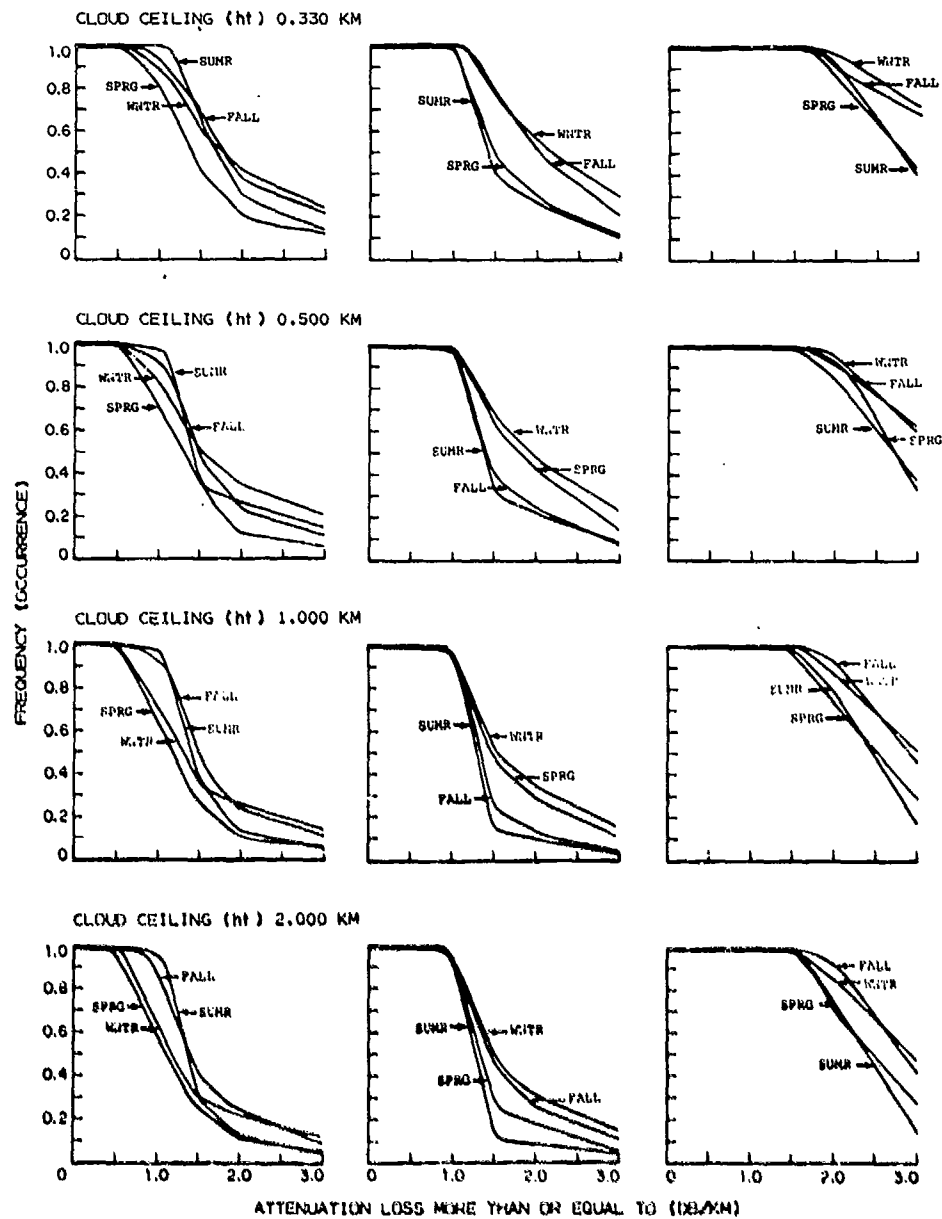 CLOUD CEILING (ht) 0.330 KM
1.0
0.8
0.6
0.4
0.2
0
SUMR
SPRG
WNTR
FALL
SUMR
SPRG
WNTR
FALL
WNTR
FALL
SPRG
SUMR
CLOUD CEILING (ht) 0.500 KM
1.0
0.8
0.6
0.4
0.2
0
WNTR
SUMR
SPRG
FALL
WNTR
SUMR
SPRG
FALL
WNTR
FALL
SUMR
SPRG
CLOUD CEILING (ht) 1.000 KM
1.0
0.8
0.6
0.4
0.2
0
FALL
SPRG
SUMR
WNTR
SUMR
WNTR
SPRG
FALL
FALL
SUMR
SPRG
CLOUD CEILING (ht) 2.000 KM
1.0
0.8
0.6
0.4
0.2
0
FALL
SPRG
SUMR
WNTR
SUMR
WNTR
SPRG
FALL
FALL
WNTR
SPRG
SUMR
0 1.0 2.0 3.0
0 1.0 2.0 3.0
0 1.0 2.0 3.0
FREQUENCY (OCCURRENCE)
ATTENUATION LOSS MORE THAN OR EQUAL TO (DB/KM)